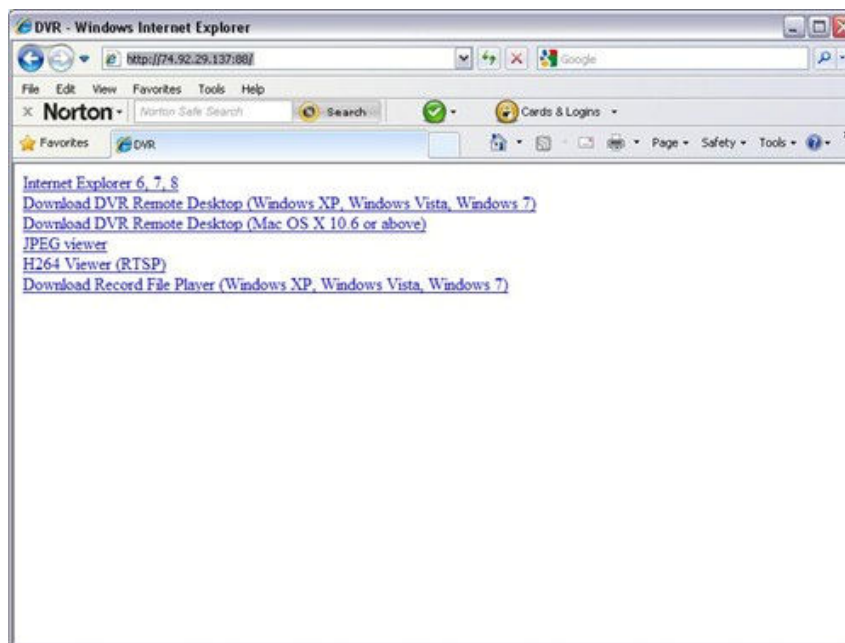 DVR - Windows Internet Explorer
http://74.92.29.137:88/
Google
File Edit View Favorites Tools Help
x Norton Norton Safe Search Search Cards & Logins
Favorites DVR Page Safety Tools
Internet Explorer 6, 7, 8
Download DVR Remote Desktop (Windows XP, Windows Vista, Windows 7)
Download DVR Remote Desktop (Mac OS X 10.6 or above)
JPEG viewer
H264 Viewer (RTSP)
Download Record File Player (Windows XP, Windows Vista, Windows 7)